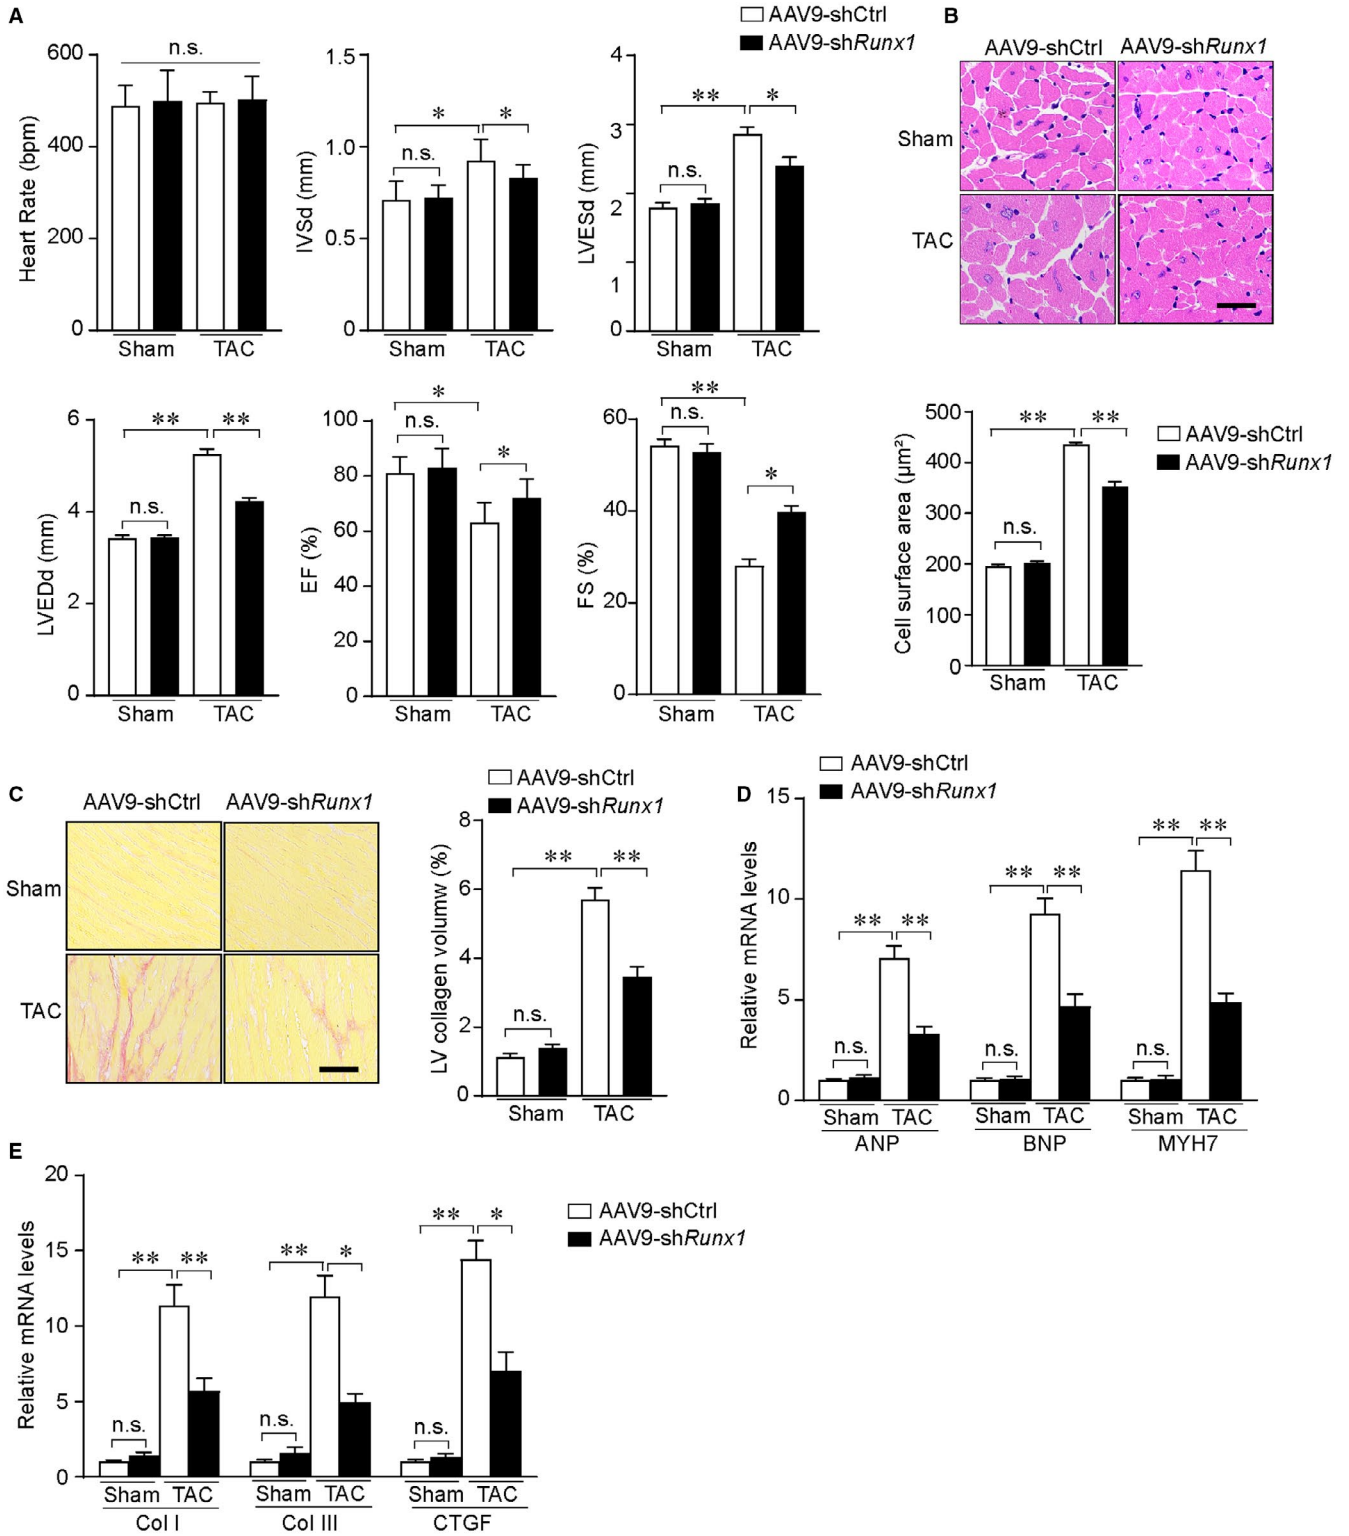 A
AAV9-shCtrl
AAV9-shRunx1
600
400
200
0
Heart Rate (bpm)
n.s.
Sham
TAC
1.5
1.0
0.5
0
IVSd (mm)
n.s.
*
*
Sham
TAC
4
3
2
1
0
LVESd (mm)
n.s.
**
*
Sham
TAC
B
AAV9-shCtrl
AAV9-shRunx1
Sham
TAC
6
4
2
0
LVEDd (mm)
n.s.
**
**
Sham
TAC
100
80
60
40
20
0
EF (%)
*
n.s.
*
Sham
TAC
60
40
20
0
FS (%)
**
n.s.
*
Sham
TAC
500
400
300
200
100
0
Cell surface area (µm²)
n.s.
**
**
Sham
TAC
AAV9-shCtrl
AAV9-shRunx1
C
AAV9-shCtrl
AAV9-shRunx1
Sham
TAC
AAV9-shCtrl
AAV9-shRunx1
8
6
4
2
0
LV collagen volumw (%)
n.s.
**
**
Sham
TAC
D
AAV9-shCtrl
AAV9-shRunx1
15
10
5
0
Relative mRNA levels
n.s.
**
**
n.s.
**
**
n.s.
**
**
Sham
TAC
Sham
TAC
Sham
TAC
ANP
BNP
MYH7
E
20
15
10
5
0
Relative mRNA levels
AAV9-shCtrl
AAV9-shRunx1
n.s.
**
**
n.s.
**
*
n.s.
**
*
Sham
TAC
Sham
TAC
Sham
TAC
Col I
Col III
CTGF